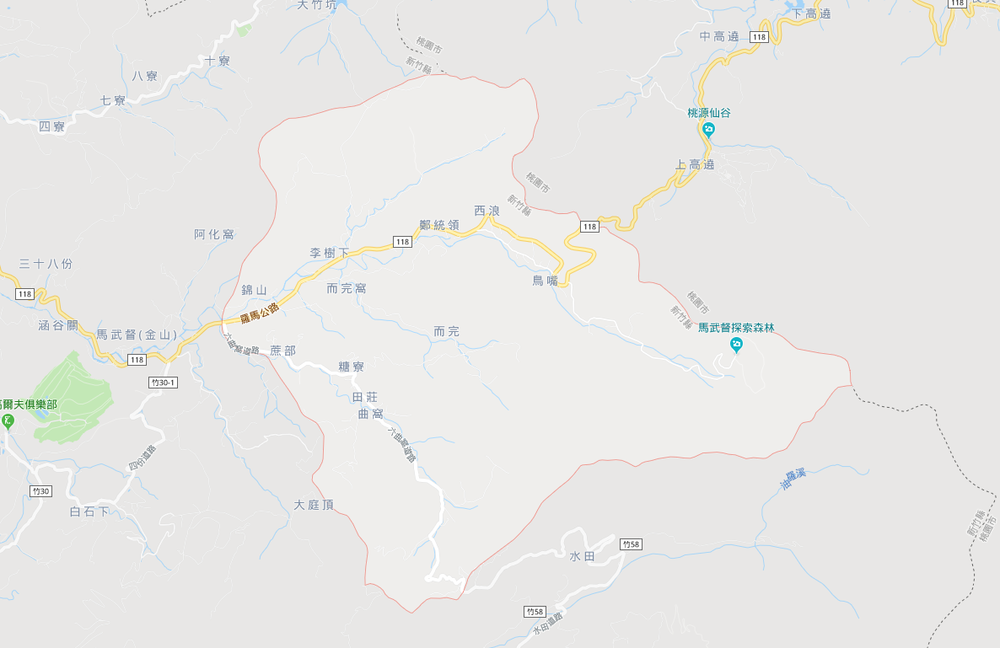 大竹坑
下高遶
118
118
中高遶
桃園市
新竹縣
十寮
八寮
七寮
四寮
桃源仙谷
上高遶
桃園市
新竹縣
西浪
鄭統領
118
阿化窩
118
李樹下
三十八份
鳥嘴
錦山
而完窩
118
羅馬公路
桃園市
新竹縣
涵谷關
馬武督(金山)
而完
馬武督探索森林
六曲窩道路
蔗部
118
糖寮
竹30-1
田莊
曲窩
高爾夫俱樂部
六曲窩道路
四份道路
油羅溪
竹30
白石下
大庭頂
新竹縣
桃園市
竹58
水田
竹58
水田道路